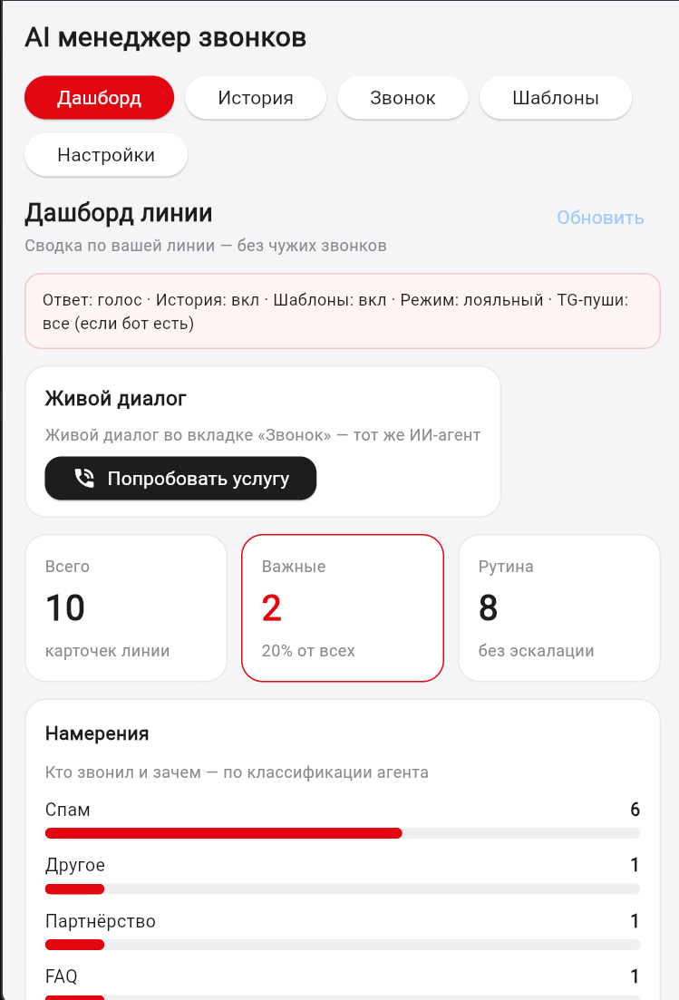 AI менеджер звонков
Дашборд
История
Звонок
Шаблоны
Настройки
Дашборд линии
Обновить
Сводка по вашей линии — без чужих звонков
Ответ: голос · История: вкл · Шаблоны: вкл · Режим: лояльный · TG-пуши:
все (если бот есть)
Живой диалог
Живой диалог во вкладке «Звонок» — тот же ИИ-агент
Попробовать услугу
Всего
10
карточек линии
Важные
2
20% от всех
Рутина
8
без эскалации
Намерения
Кто звонил и зачем — по классификации агента
Спам 6
Другое 1
Партнёрство 1
FAQ 1